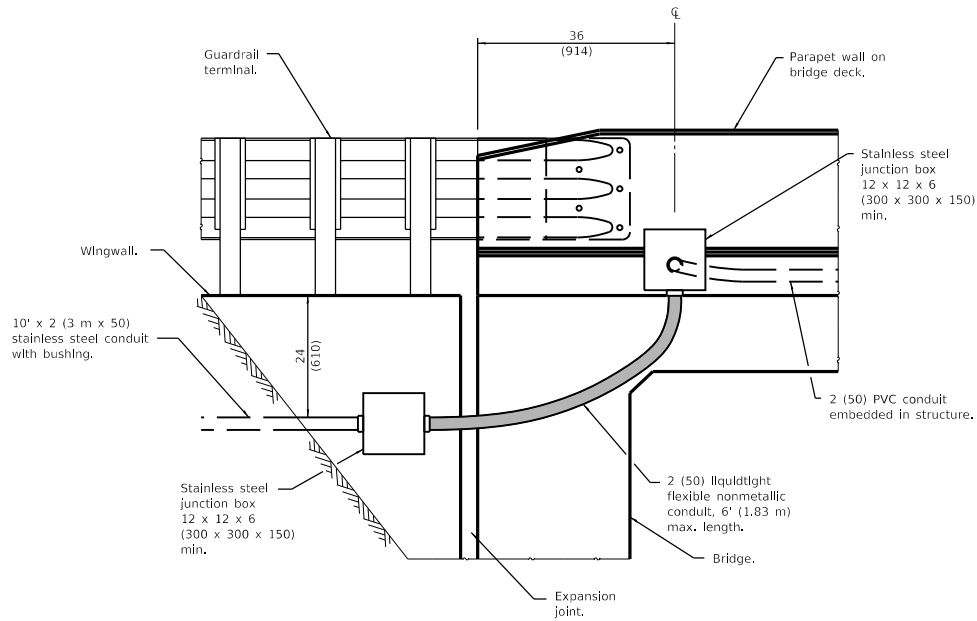 ℄
36
(914)
Guardrail
terminal.
Parapet wall on
bridge deck.
Stainless steel
junction box
12 x 12 x 6
(300 x 300 x 150)
min.
Wingwall.
10' x 2 (3 m x 50)
stainless steel conduit
with bushing.
24
(610)
2 (50) PVC conduit
embedded in structure.
Stainless steel
junction box
12 x 12 x 6
(300 x 300 x 150)
min.
2 (50) liquidtight
flexible nonmetallic
conduit, 6' (1.83 m)
max. length.
Bridge.
Expansion
joint.